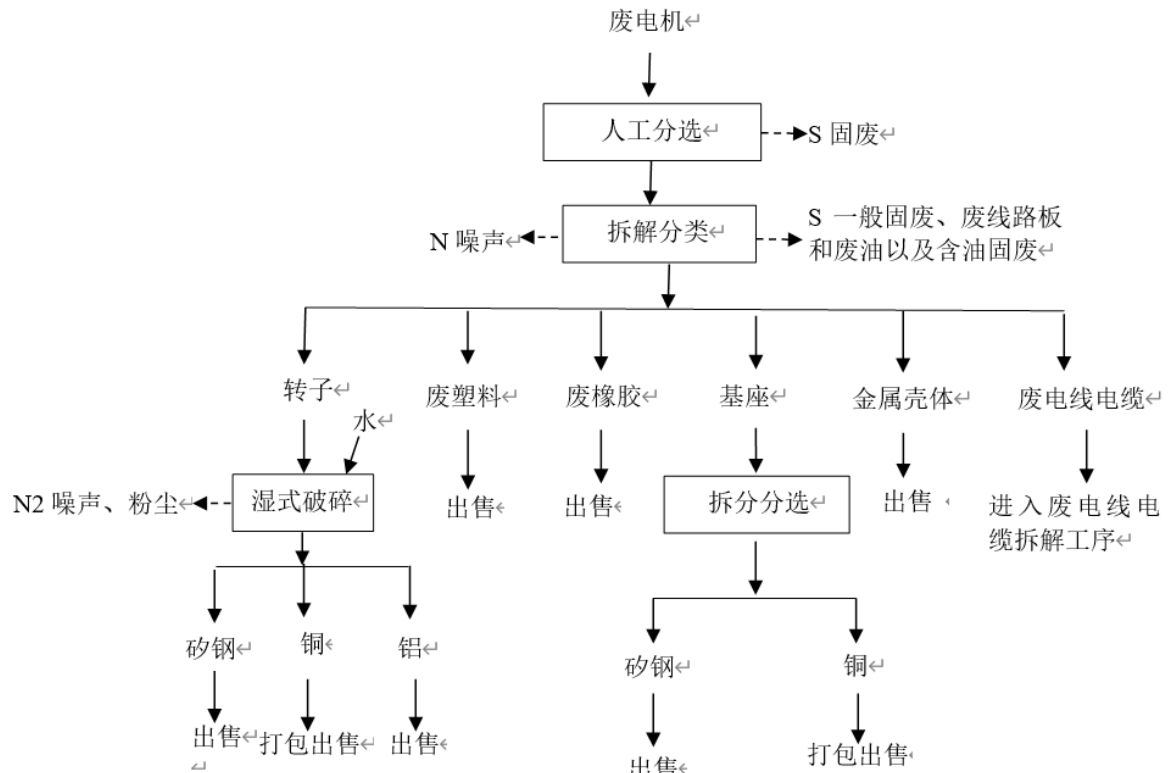 废电机
人工分选
S 固废
N 噪声
拆解分类
S 一般固废、废线路板
和废油以及含油固废
转子
废塑料
废橡胶
基座
金属壳体
废电线电缆
水
N2 噪声、粉尘
湿式破碎
出售
出售
拆分分选
出售
进入废电线电
缆拆解工序
矽钢
铜
铝
矽钢
铜
出售
打包出售
出售
出售
打包出售